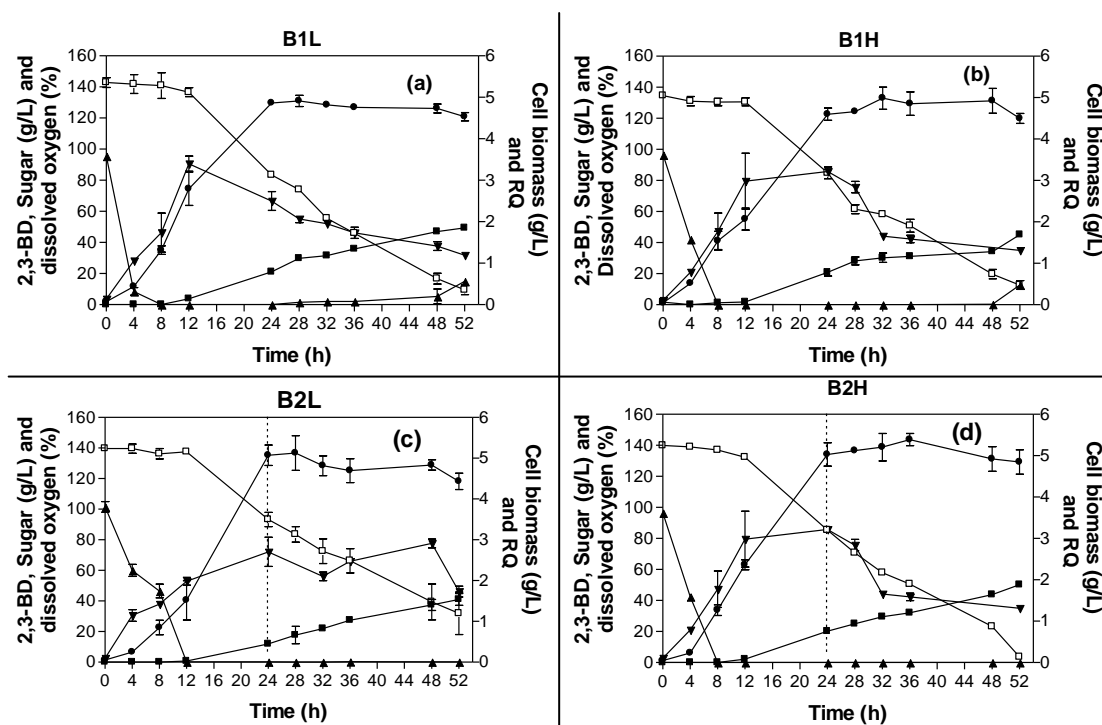 B1L
(a)
2,3-BD, Sugar (g/L) and
dissolved oxygen (%)
160
140
120
100
80
60
40
20
0
6
5
4
3
2
1
0
Cell biomass (g/L)
and RQ
0 4 8 12 16 20 24 28 32 36 40 44 48 52
Time (h)
B1H
(b)
2,3-BD, Sugar (g/L) and
Dissolved oxygen (%)
160
140
120
100
80
60
40
20
0
6
5
4
3
2
1
0
Cell biomass (g/L)
and RQ
0 4 8 12 16 20 24 28 32 36 40 44 48 52
Time (h)
B2L
(c)
2,3-BD, Sugar (g/L) and
dissolved oxygen (%)
160
140
120
100
80
60
40
20
0
6
5
4
3
2
1
0
Cell biomass (g/L)
and RQ
0 4 8 12 16 20 24 28 32 36 40 44 48 52
Time (h)
B2H
(d)
2,3-BD, Sugar (g/L) and
dissolved oxygen (%)
160
140
120
100
80
60
40
20
0
6
5
4
3
2
1
0
Cell biomass (g/L)
and RQ
0 4 8 12 16 20 24 28 32 36 40 44 48 52
Time (h)